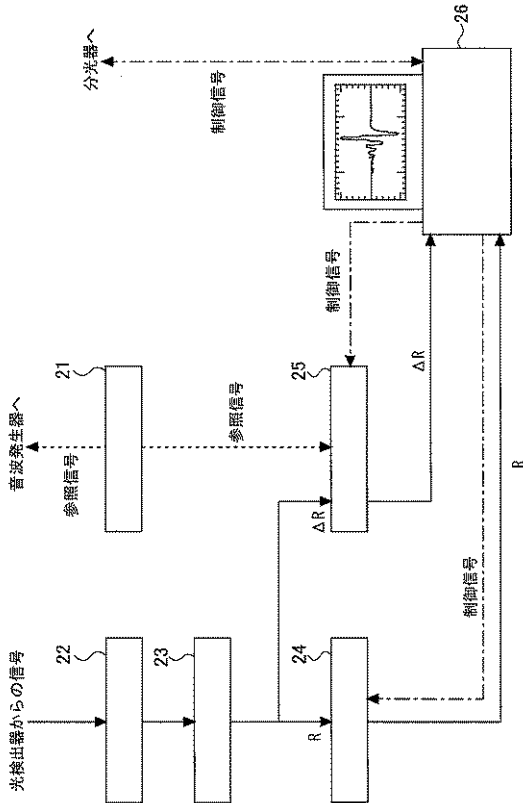 光検出器からの信号
22
23
24
R
ΔR
音波発生器へ
参照信号
21
参照信号
25
制御信号
ΔR
制御信号
R
分光器へ
制御信号
26